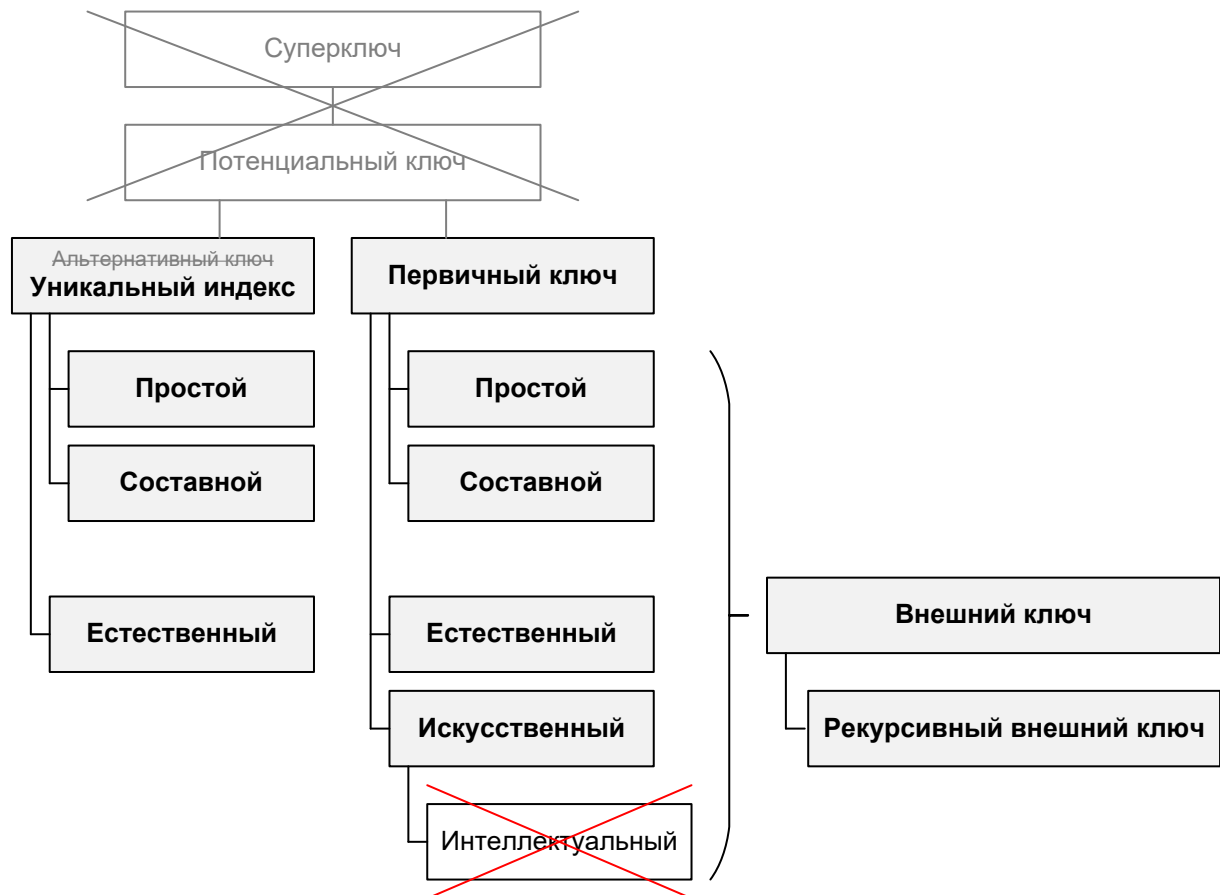 Суперключ
Потенциальный ключ
Альтернативный ключ
Уникальный индекс
Первичный ключ
Простой
Простой
Составной
Составной
Естественный
Естественный
Внешний ключ
Искусственный
Рекурсивный внешний ключ
Интеллектуальный